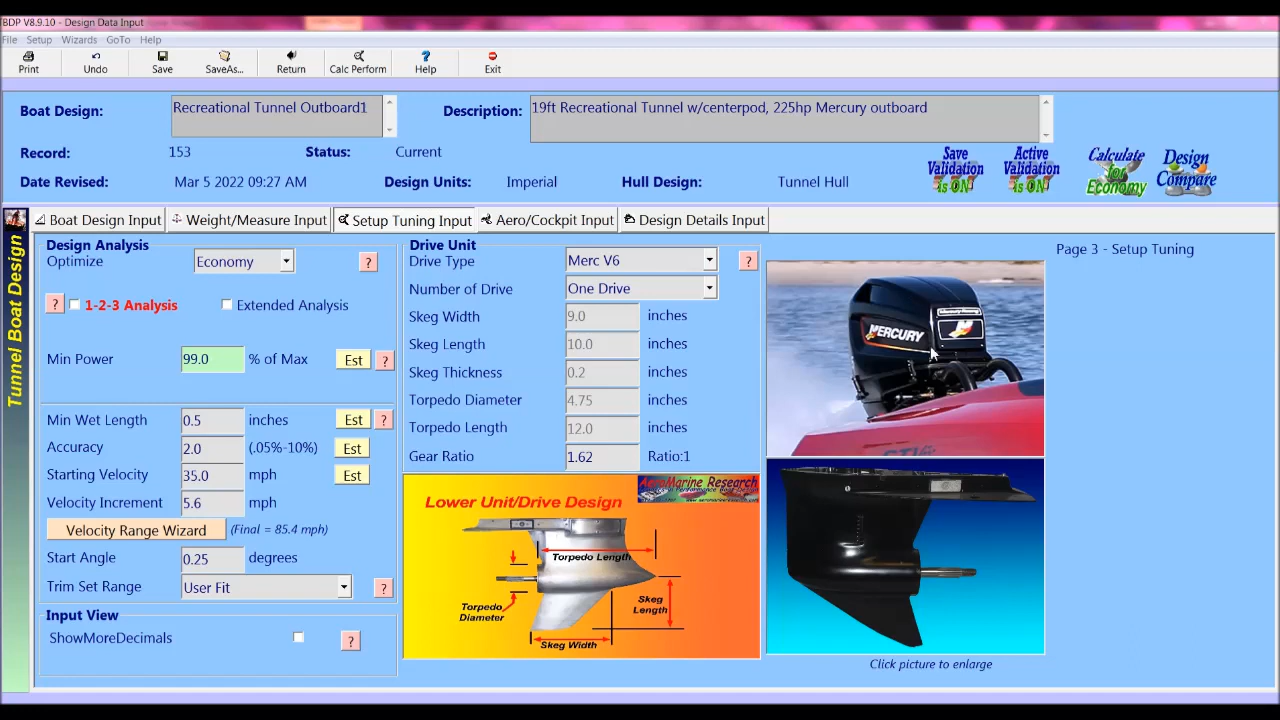 BDP V8.9.10 - Design Data Input
File Setup Wizards GoTo Help
Print Undo Save SaveAs... Return Calc Perform Help Exit
Boat Design: Recreational Tunnel Outboard1 Description: 19ft Recreational Tunnel w/centerpod, 225hp Mercury outboard
Record: 153 Status: Current
Date Revised: Mar 5 2022 09:27 AM Design Units: Imperial Hull Design: Tunnel Hull
Save Validation is ON
Active Validation is ON
Calculate for Economy
Design Compare
Boat Design Input Weight/Measure Input Setup Tuning Input Aero/Cockpit Input Design Details Input
Tunnel Boat Design
Design Analysis
Optimize Economy ?
? 1-2-3 Analysis Extended Analysis
Min Power 99.0 % of Max Est ?
Min Wet Length 0.5 inches Est ?
Accuracy 2.0 (.05%-10%) Est
Starting Velocity 35.0 mph Est
Velocity Increment 5.6 mph
Velocity Range Wizard (Final = 85.4 mph)
Start Angle 0.25 degrees
Trim Set Range User Fit ?
Input View
ShowMoreDecimals ?
Drive Unit
Drive Type Merc V6 ?
Number of Drive One Drive
Skeg Width 9.0 inches
Skeg Length 10.0 inches
Skeg Thickness 0.2 inches
Torpedo Diameter 4.75 inches
Torpedo Length 12.0 inches
Gear Ratio 1.62 Ratio:1
AeroMarine Research
Lower Unit/Drive Design
Torpedo Length
Torpedo Diameter
Skeg Length
Skeg Width
Page 3 - Setup Tuning
MERCURY
Click picture to enlarge